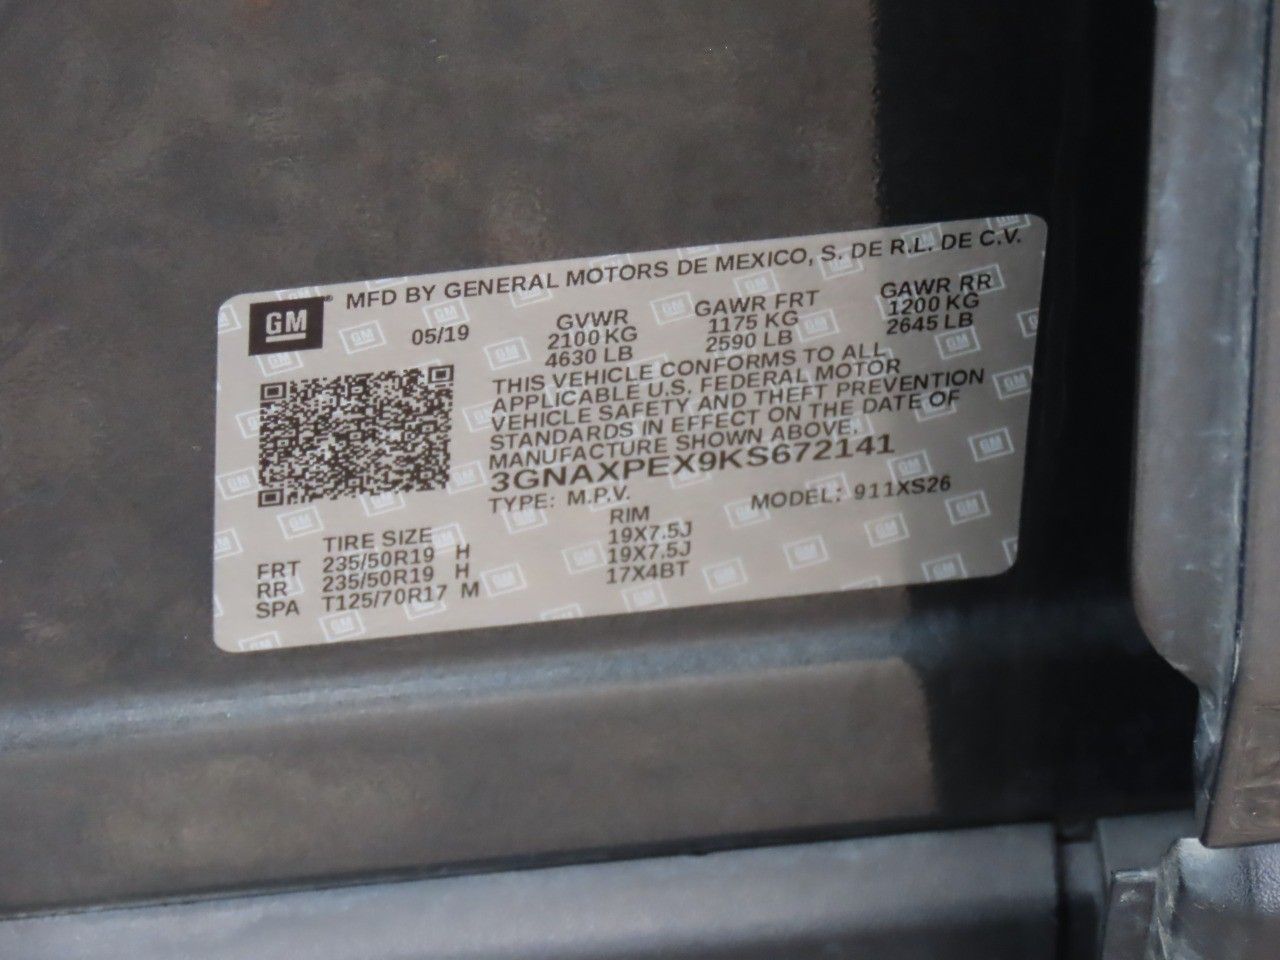 MFD BY GENERAL MOTORS DE MEXICO, S. DE R.L. DE C.V.
GM
05/19
GVWR GAWR FRT GAWR RR
2100 KG 1175 KG 1200 KG
4630 LB 2590 LB 2645 LB
THIS VEHICLE CONFORMS TO ALL
APPLICABLE U.S. FEDERAL MOTOR
VEHICLE SAFETY AND THEFT PREVENTION
STANDARDS IN EFFECT ON THE DATE OF
MANUFACTURE SHOWN ABOVE.
3GNAXPEX9KS672141
TYPE: M.P.V. MODEL: 911XS26
TIRE SIZE RIM
FRT 235/50R19 H 19X7.5J
RR 235/50R19 H 19X7.5J
SPA T125/70R17 M 17X4BT